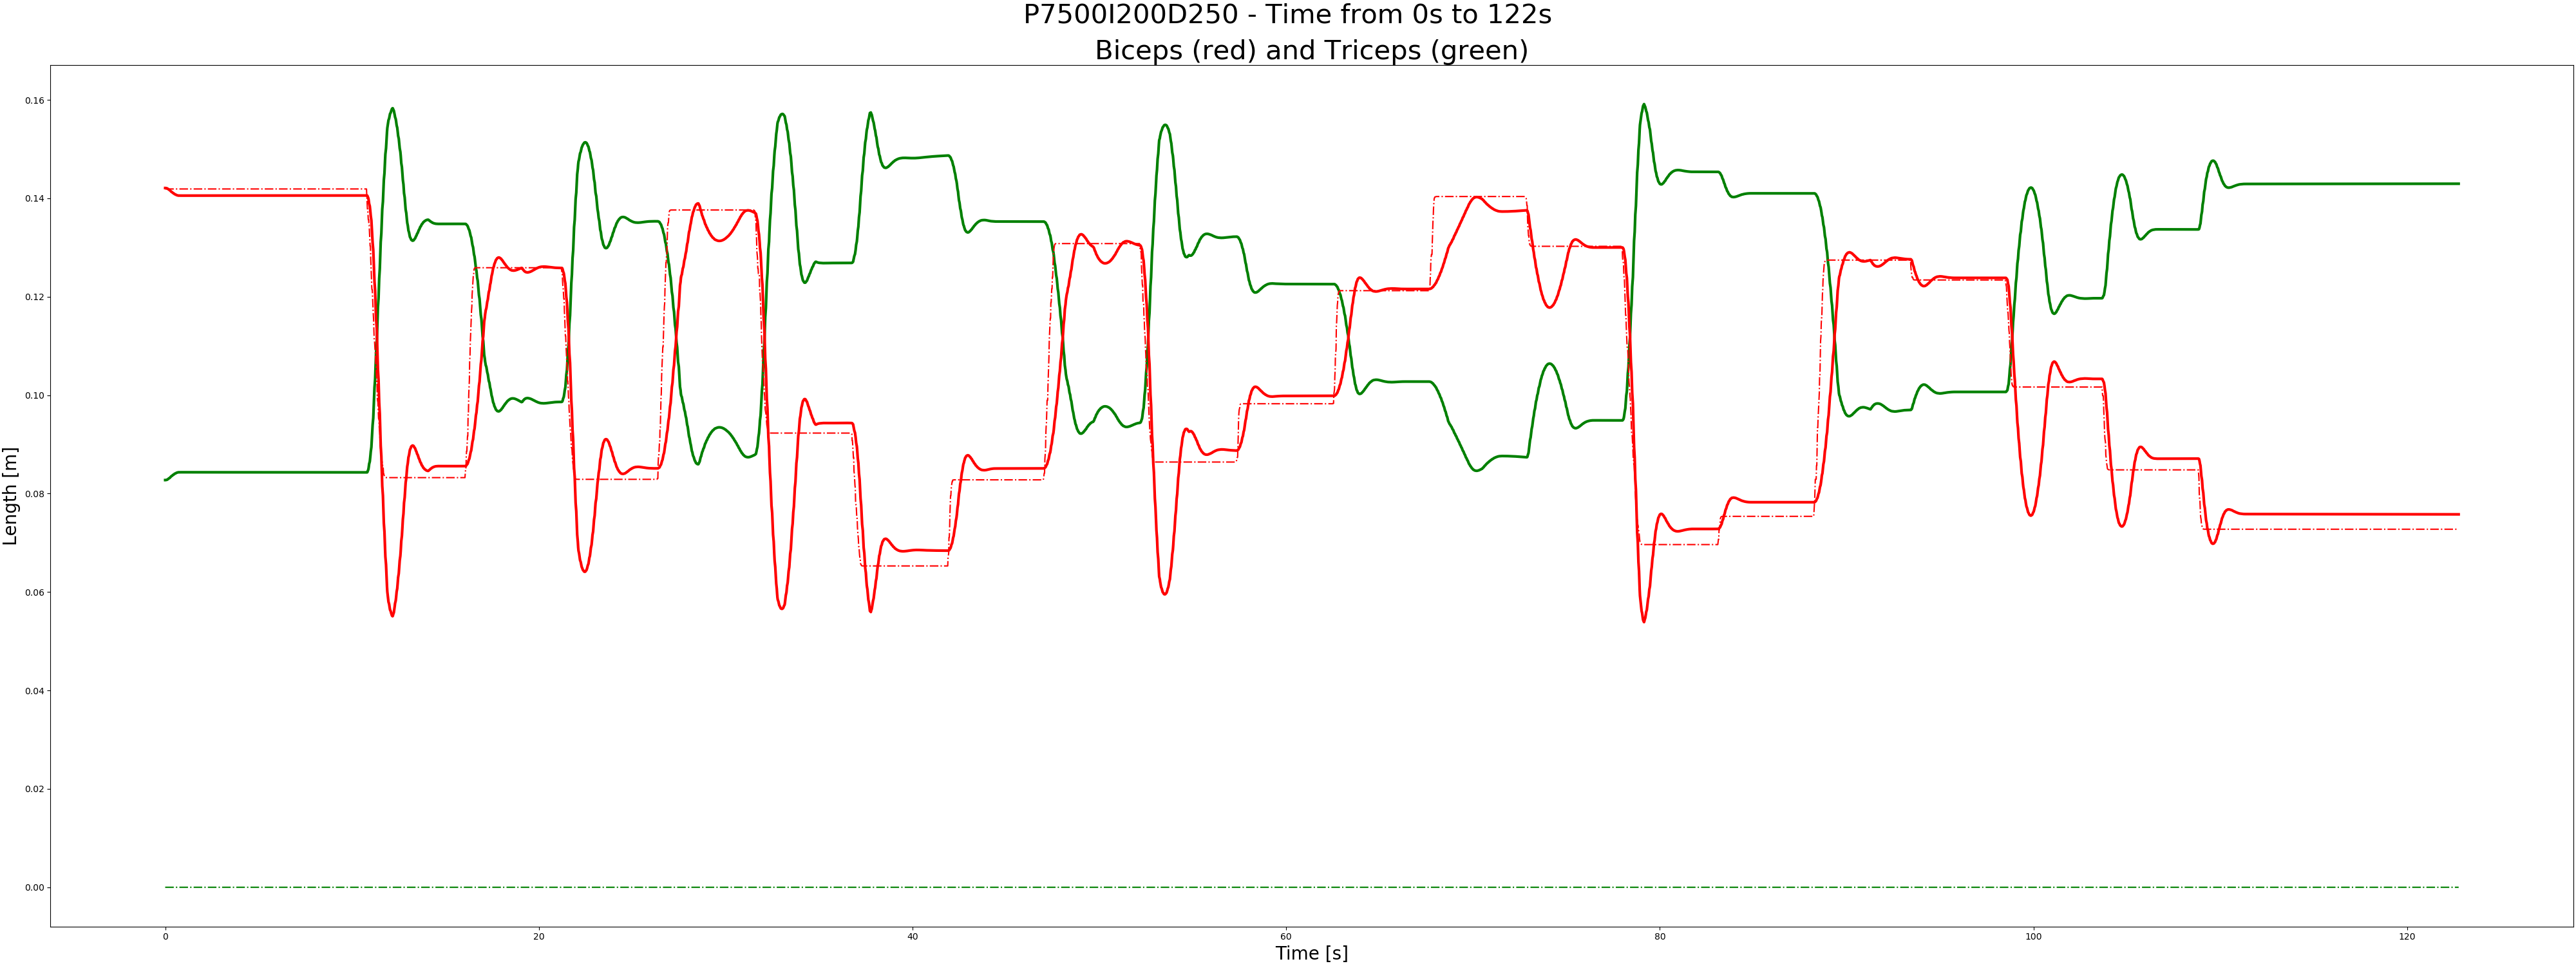 P7500I200D250 - Time from 0s to 122s
Biceps (red) and Triceps (green)
0.16
0.14
0.12
0.10
0.08
0.06
0.04
0.02
0.00
Length [m]
0 20 40 60 80 100 120
Time [s]